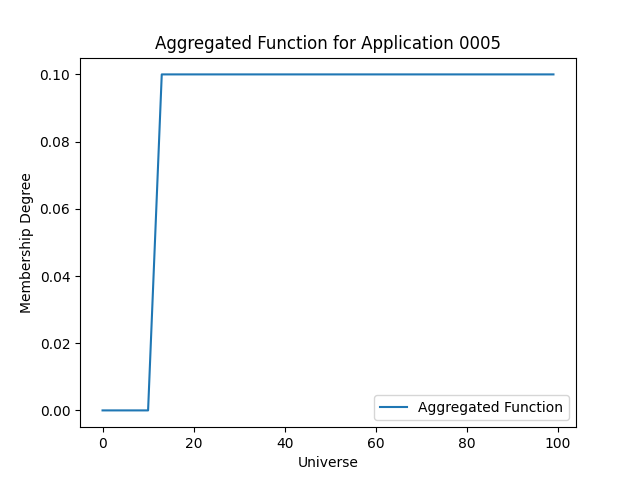 Aggregated Function for Application 0005
Membership Degree
0.10
0.08
0.06
0.04
0.02
0.00
Aggregated Function
0 20 40 60 80 100
Universe